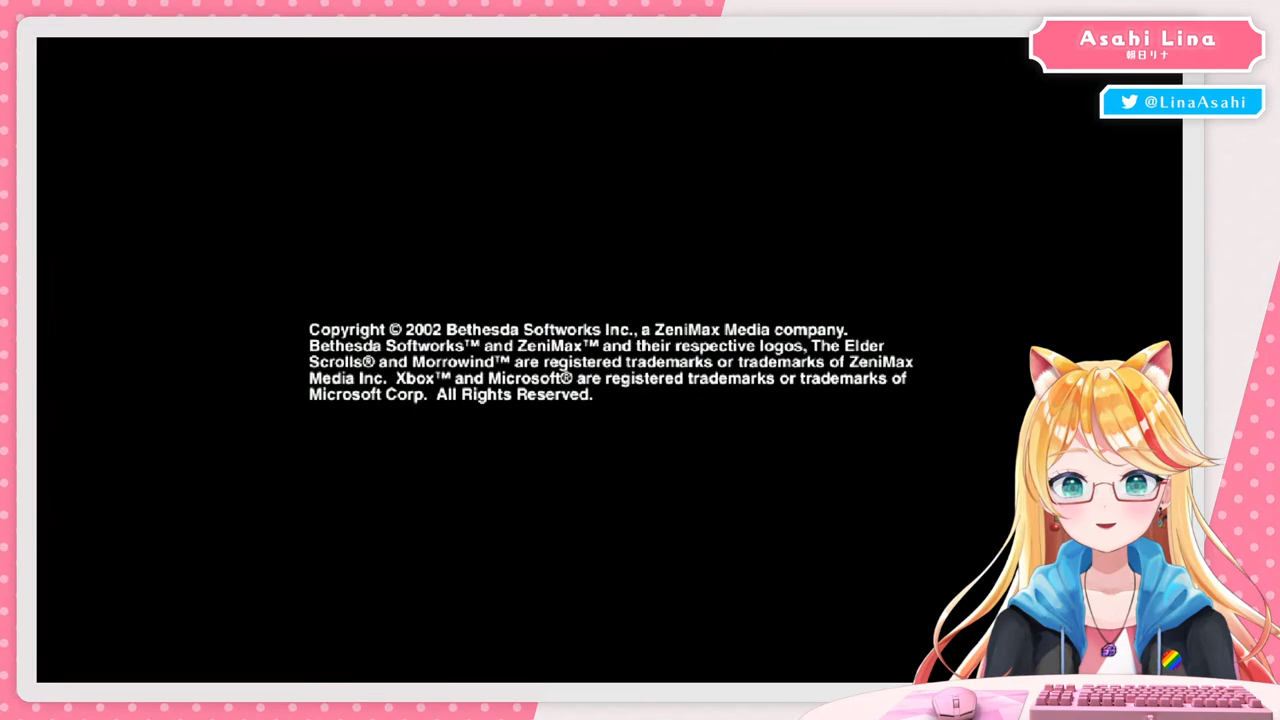 Asahi Lina
朝日リナ
@LinaAsahi
Copyright © 2002 Bethesda Softworks Inc., a ZeniMax Media company.
Bethesda Softworks™ and ZeniMax™ and their respective logos, The Elder
Scrolls® and Morrowind™ are registered trademarks or trademarks of ZeniMax
Media Inc.  Xbox™ and Microsoft® are registered trademarks or trademarks of
Microsoft Corp.  All Rights Reserved.